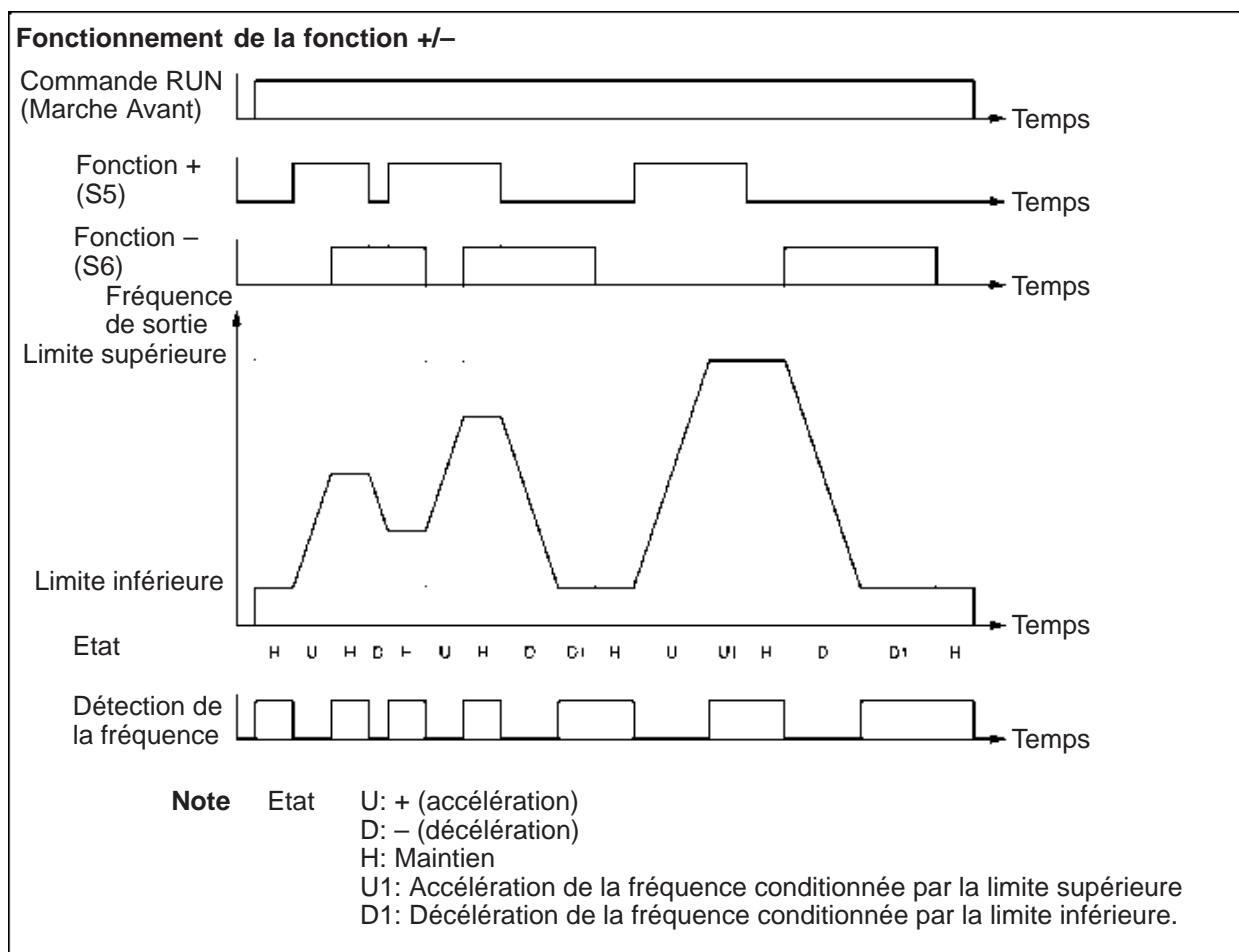 Fonctionnement de la fonction +/–
Commande RUN
(Marche Avant)
Temps
Fonction +
(S5)
Temps
Fonction –
(S6)
Temps
Fréquence
de sortie
Limite supérieure
Limite inférieure
Temps
Etat
H U H D H U H D D1 H U U1 H D D1 H
Détection de
la fréquence
Temps
Note Etat U: + (accélération)
D: – (décélération)
H: Maintien
U1: Accélération de la fréquence conditionnée par la limite supérieure
D1: Décélération de la fréquence conditionnée par la limite inférieure.